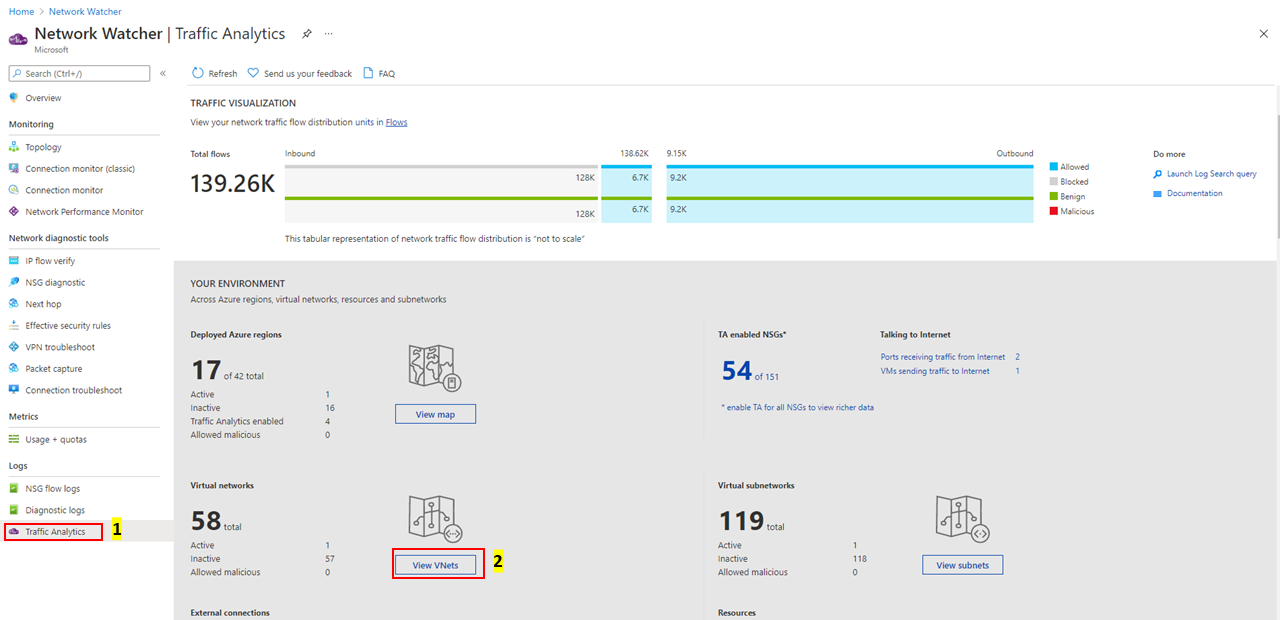 Home > Network Watcher
Network Watcher | Traffic Analytics ...
Microsoft
Search (Ctrl+/) «
Refresh Send us your feedback FAQ
Overview
Monitoring
Topology
Connection monitor (classic)
Connection monitor
Network Performance Monitor
Network diagnostic tools
IP flow verify
NSG diagnostic
Next hop
Effective security rules
VPN troubleshoot
Packet capture
Connection troubleshoot
Metrics
Usage + quotas
Logs
NSG flow logs
Diagnostic logs
Traffic Analytics 1
TRAFFIC VISUALIZATION
View your network traffic flow distribution units in Flows
Total flows
139.26K
Inbound 138.62K 9.15K Outbound
128K 6.7K 9.2K
128K 6.7K 9.2K
This tabular representation of network traffic flow distribution is "not to scale"
Allowed
Blocked
Benign
Malicious
Do more
Launch Log Search query
Documentation
YOUR ENVIRONMENT
Across Azure regions, virtual networks, resources and subnetworks
Deployed Azure regions
17 of 42 total
Active 1
Inactive 16
Traffic Analytics enabled 4
Allowed malicious 0
View map
TA enabled NSGs*
54 of 151
* enable TA for all NSGs to view richer data
Talking to Internet
Ports receiving traffic from Internet 2
VMs sending traffic to Internet 1
Virtual networks
58 total
Active 1
Inactive 57
Allowed malicious 0
View VNets 2
Virtual subnetworks
119 total
Active 1
Inactive 118
Allowed malicious 0
View subnets
External connections
Resources